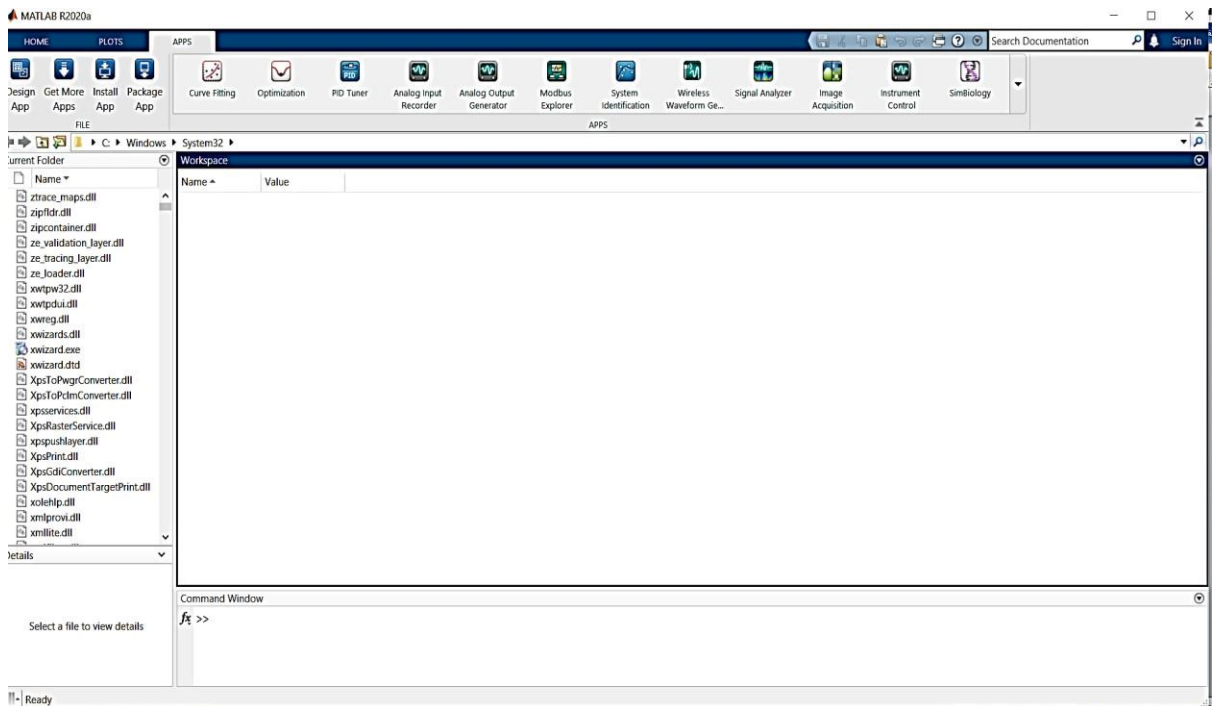 MATLAB R2020a
HOME PLOTS APPS
Search Documentation
Sign In
Design App
Get More Apps
Install App
Package App
Curve Fitting
Optimization
PID Tuner
Analog Input Recorder
Analog Output Generator
Modbus Explorer
System Identification
Wireless Waveform Ge...
Signal Analyzer
Image Acquisition
Instrument Control
SimBiology
FILE
APPS
C: Windows System32
urrent Folder
Workspace
Name
Name Value
ztrace_maps.dll
zipfldr.dll
zipcontainer.dll
ze_validation_layer.dll
ze_tracing_layer.dll
ze_loader.dll
xwtpw32.dll
xwtpdui.dll
xwreg.dll
xwizards.dll
xwizard.exe
xwizard.dtd
XpsToPwgrConverter.dll
XpsToPclmConverter.dll
xpsservices.dll
XpsRasterService.dll
xpspushlayer.dll
XpsPrint.dll
XpsGdiConverter.dll
XpsDocumentTargetPrint.dll
xolehlp.dll
xmlprovi.dll
xmllite.dll
Details
Select a file to view details
Command Window
fx >>
Ready